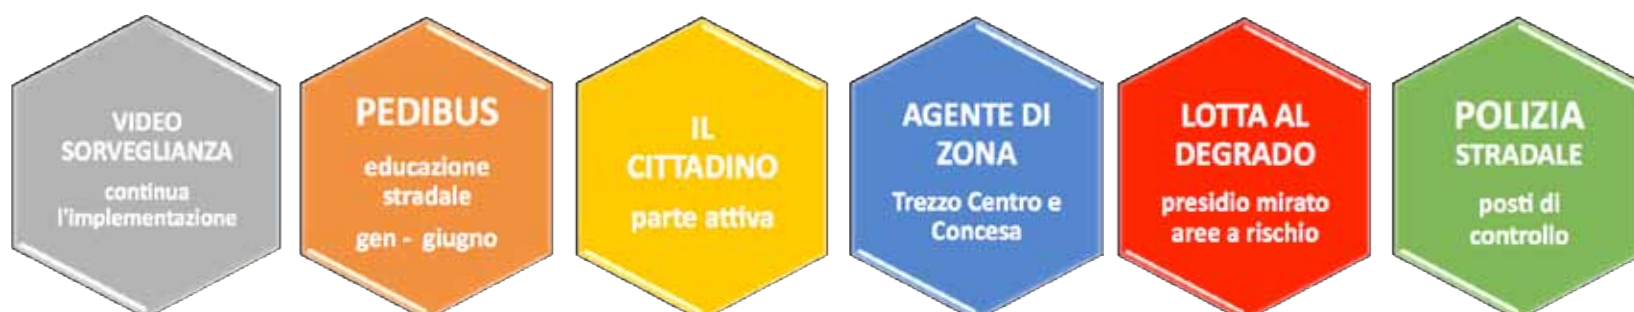 VIDEO
SORVEGLIANZA
continua
l'implementazione
PEDIBUS
educazione
stradale
gen - giugno
IL
CITTADINO
parte attiva
AGENTE DI
ZONA
Trezzo Centro e
Concesa
LOTTA AL
DEGRADO
presidio mirato
aree a rischio
POLIZIA
STRADALE
posti di
controllo